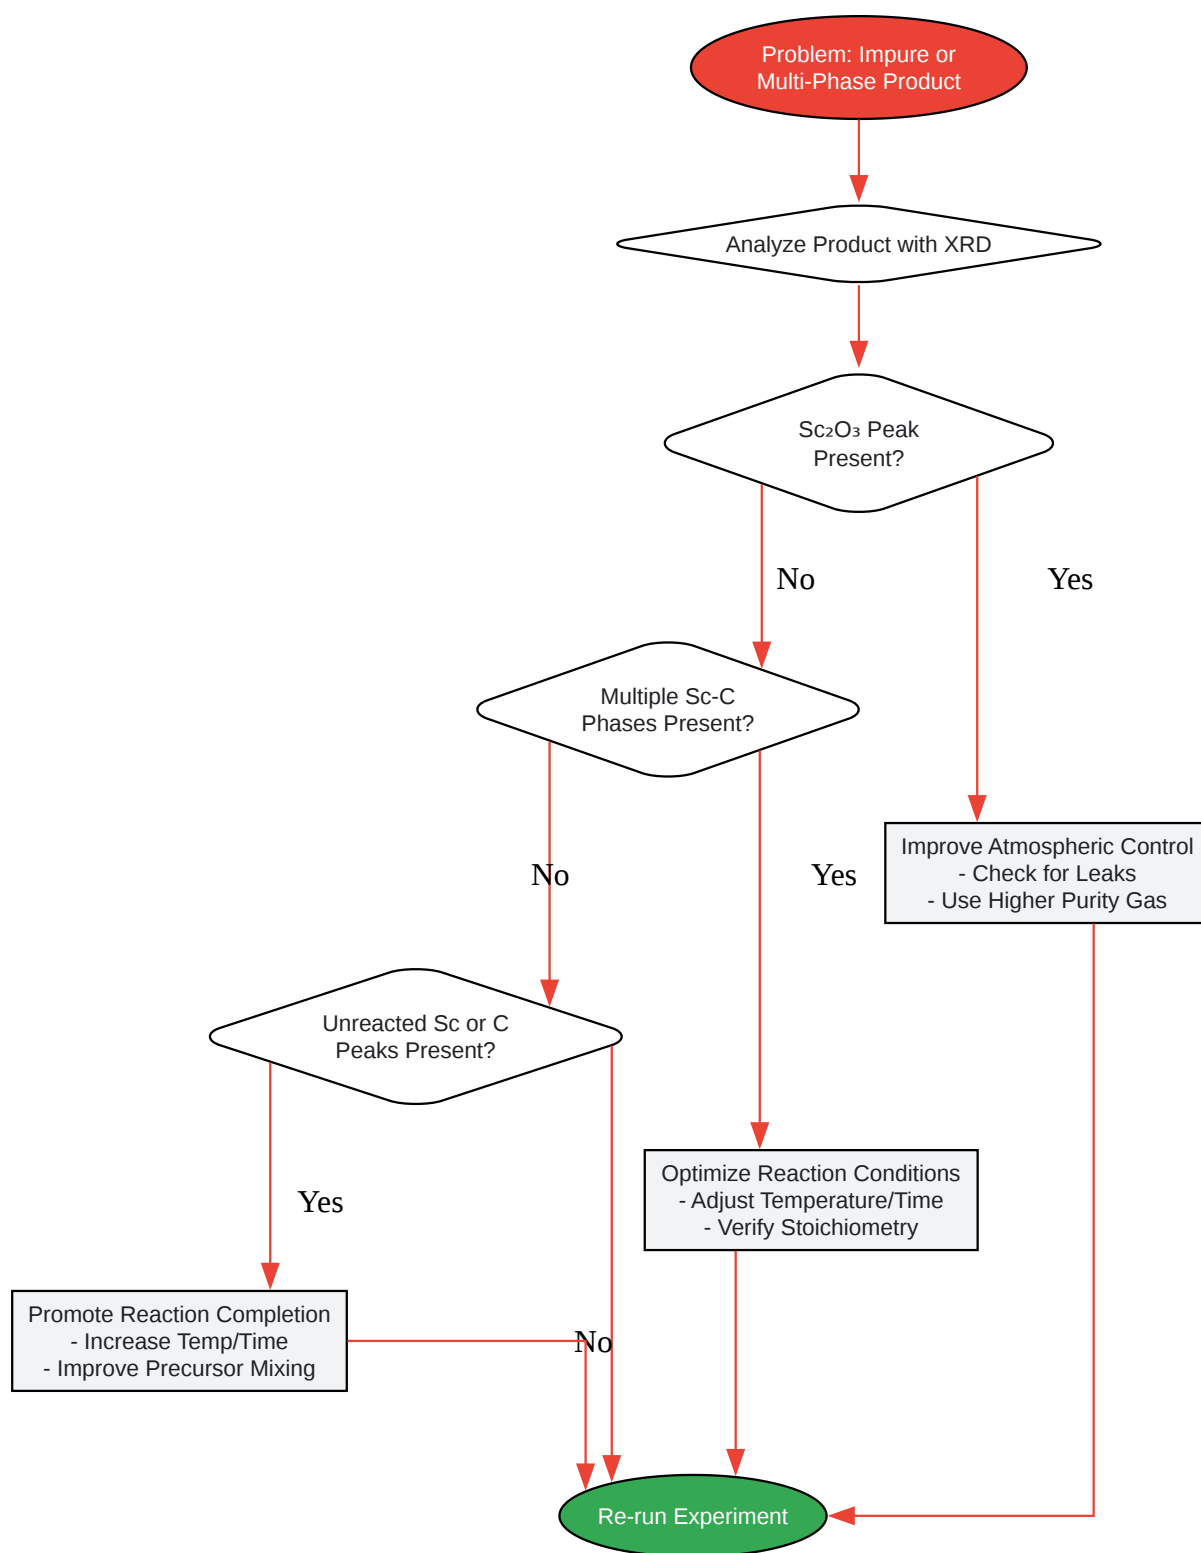 Problem: Impure or
Multi-Phase Product
Analyze Product with XRD
Sc₂O₃ Peak
Present?
No
Yes
Multiple Sc-C
Phases Present?
Improve Atmospheric Control
- Check for Leaks
- Use Higher Purity Gas
No
Yes
Unreacted Sc or C
Peaks Present?
Optimize Reaction Conditions
- Adjust Temperature/Time
- Verify Stoichiometry
Yes
Promote Reaction Completion
- Increase Temp/Time
- Improve Precursor Mixing
No
Re-run Experiment